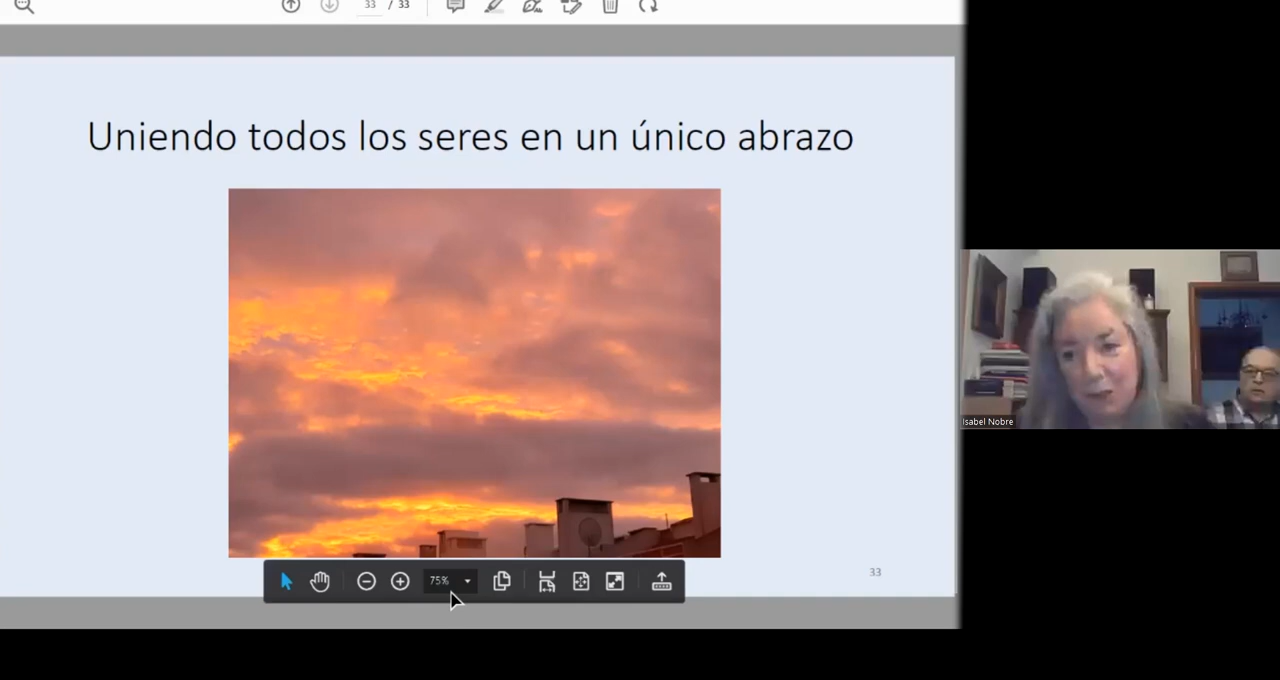 33 / 33
Uniendo todos los seres en un único abrazo
Isabel Nobre
33
75%